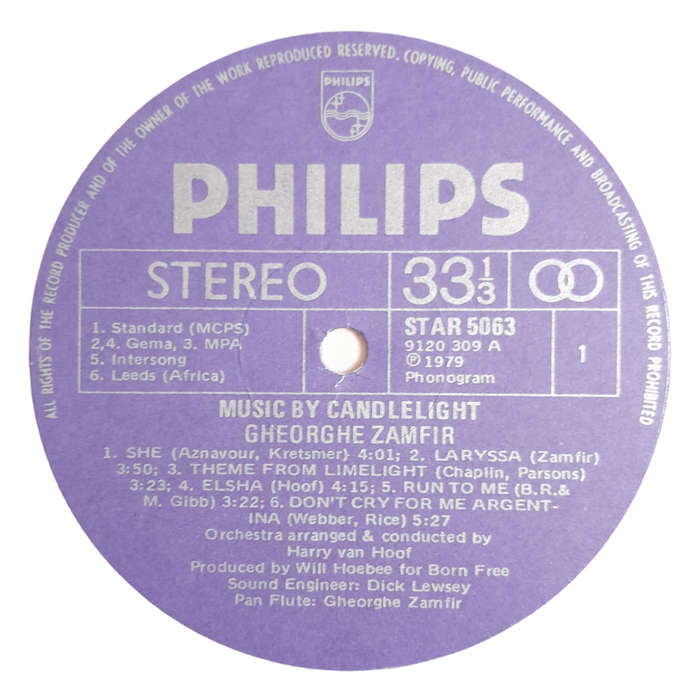 ALL RIGHTS OF THE RECORD PRODUCER AND OF THE OWNER OF THE WORK REPRODUCED RESERVED. COPYING, PUBLIC PERFORMANCE AND BROADCASTING OF THIS RECORD PROHIBITED
PHILIPS
PHILIPS
STEREO 33 1/3
1. Standard (MCPS)
2,4. Gema, 3. MPA
5. Intersong
6. Leeds (Africa)
STAR 5063
9120 309 A
Ⓟ 1979
Phonogram
1
MUSIC BY CANDLELIGHT
GHEORGHE ZAMFIR
1. SHE (Aznavour, Kretsmer) 4:01; 2. LARYSSA (Zamfir)
3:50; 3. THEME FROM LIMELIGHT (Chaplin, Parsons)
3:23; 4. ELSHA (Hoof) 4:15; 5. RUN TO ME (B.R.&
M. Gibb) 3:22; 6. DON'T CRY FOR ME ARGENT-
INA (Webber, Rice) 5:27
Orchestra arranged & conducted by
Harry van Hoof
Produced by Will Hoebee for Born Free
Sound Engineer: Dick Lewsey
Pan Flute: Gheorghe Zamfir